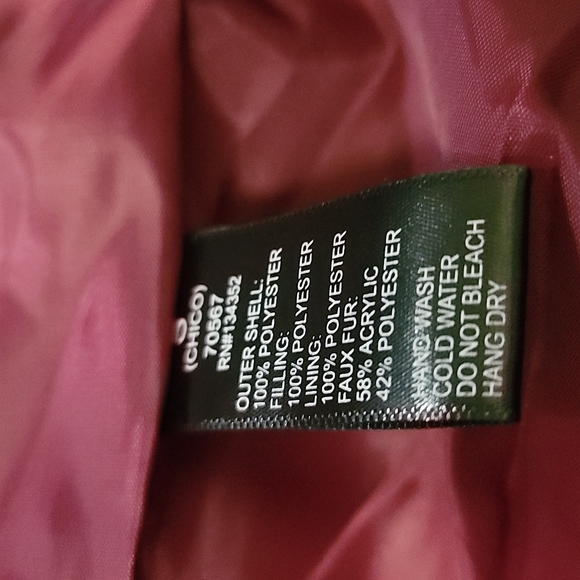 (CHICO)
70567
RN#134352
OUTER SHELL:
100% POLYESTER
FILLING:
100% POLYESTER
LINING:
100% POLYESTER
FAUX FUR:
58% ACRYLIC
42% POLYESTER
HAND WASH
COLD WATER
DO NOT BLEACH
HANG DRY